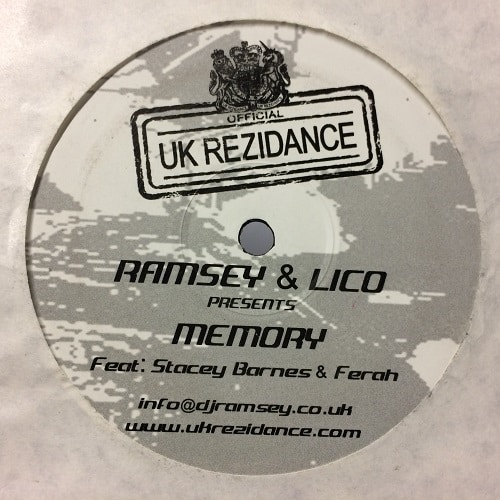 OFFICIAL
UK REZIDANCE
RAMSEY & LICO
PRESENTS
MEMORY
Feat: Stacey Barnes & Ferah
info@djramsey.co.uk
www.ukrezidance.com